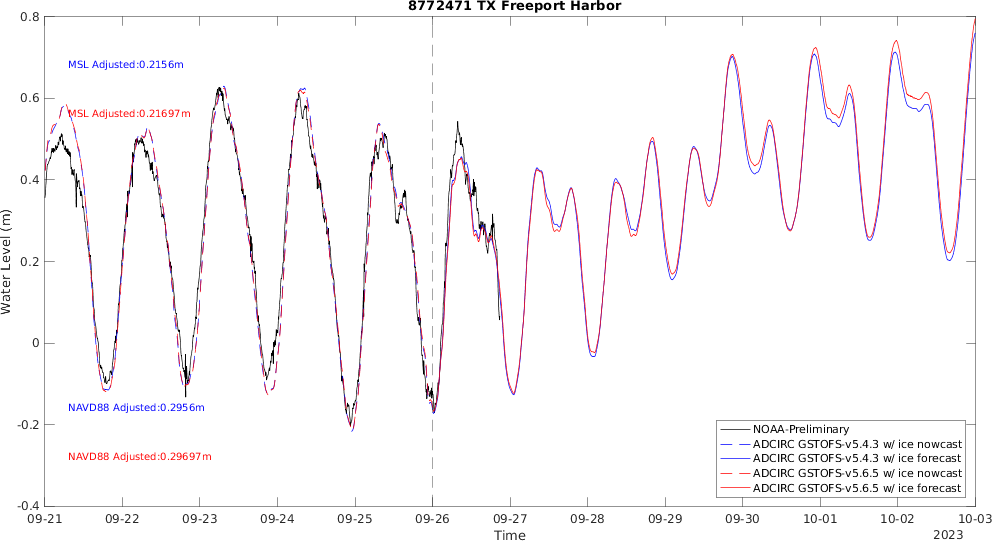 8772471 TX Freeport Harbor
Water Level (m)
0.8
0.6
0.4
0.2
0
-0.2
-0.4
MSL Adjusted:0.2156m
MSL Adjusted:0.21697m
NAVD88 Adjusted:0.2956m
NAVD88 Adjusted:0.29697m
NOAA-Preliminary
ADCIRC GSTOFS-v5.4.3 w/ ice nowcast
ADCIRC GSTOFS-v5.4.3 w/ ice forecast
ADCIRC GSTOFS-v5.6.5 w/ ice nowcast
ADCIRC GSTOFS-v5.6.5 w/ ice forecast
09-21 09-22 09-23 09-24 09-25 09-26 09-27 09-28 09-29 09-30 10-01 10-02 10-03
Time
2023